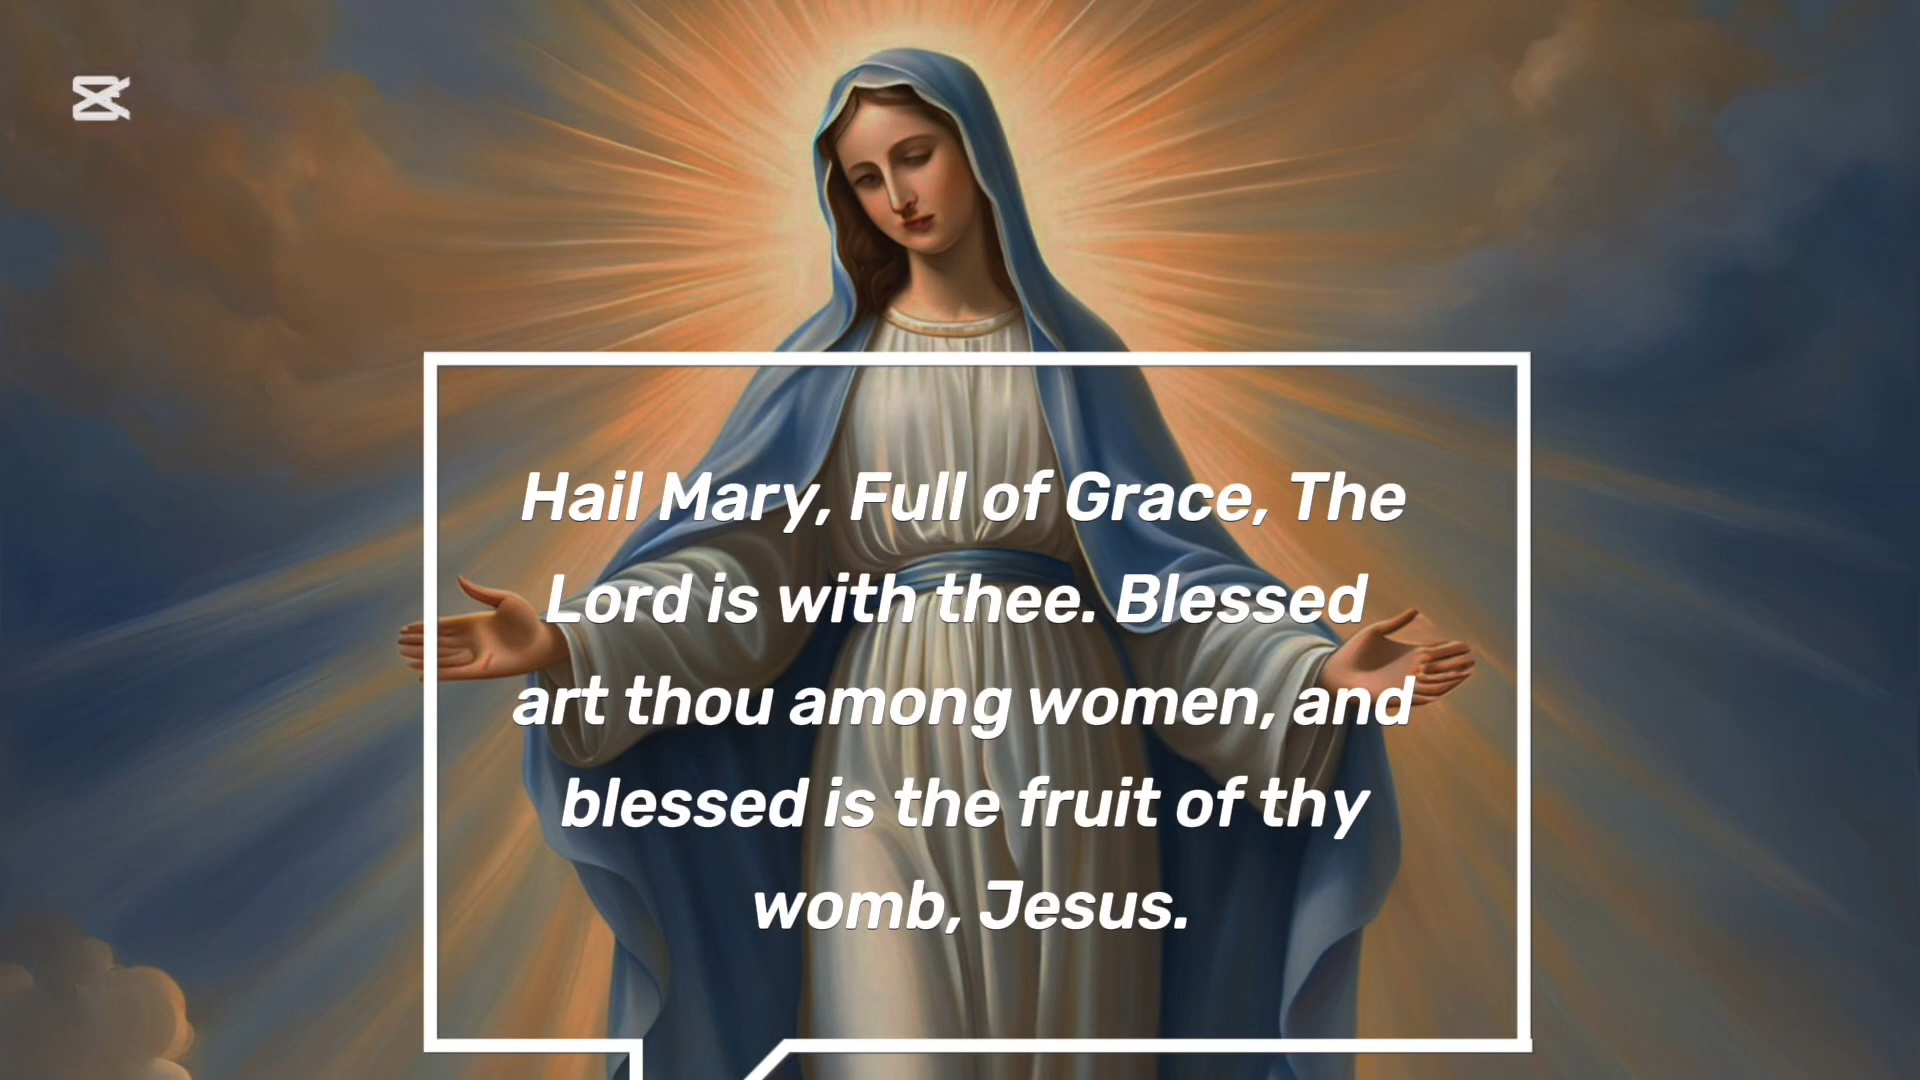 Hail Mary, Full of Grace, The
Lord is with thee. Blessed
art thou among women, and
blessed is the fruit of thy
womb, Jesus.